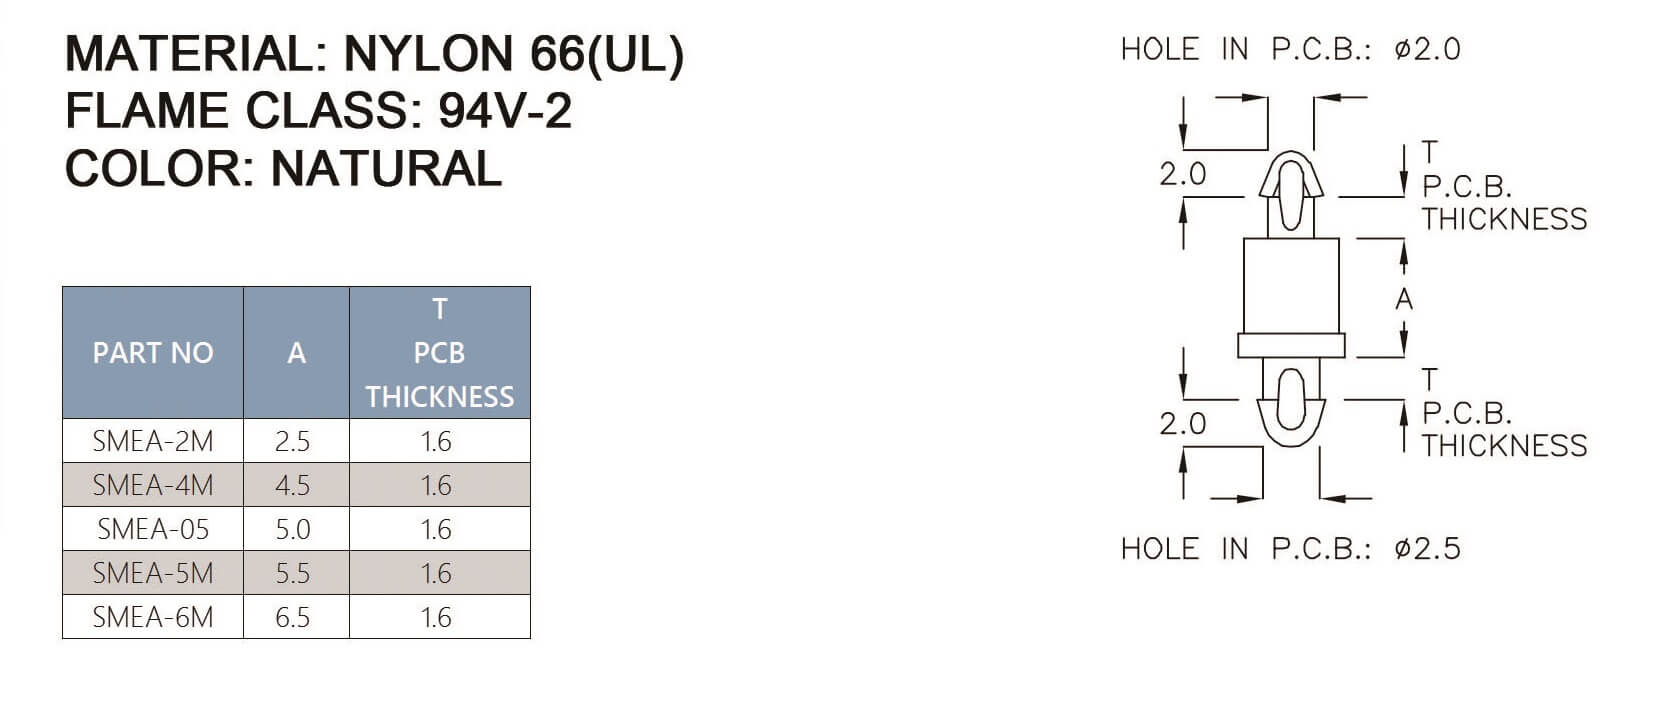 MATERIAL: NYLON 66(UL)
FLAME CLASS: 94V-2
COLOR: NATURAL
PART NO A T PCB THICKNESS
SMEA-2M 2.5 1.6
SMEA-4M 4.5 1.6
SMEA-05 5.0 1.6
SMEA-5M 5.5 1.6
SMEA-6M 6.5 1.6
HOLE IN P.C.B.: ø2.0
2.0
T
P.C.B.
THICKNESS
A
2.0
T
P.C.B.
THICKNESS
HOLE IN P.C.B.: ø2.5